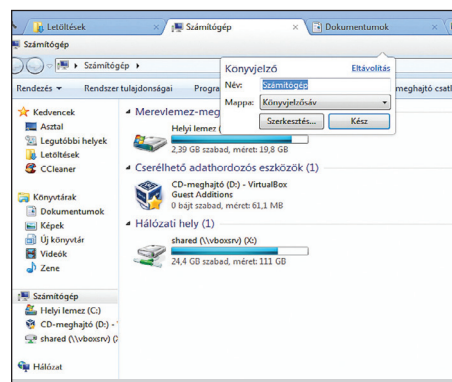 Letöltések
Számítógép
Dokumentumok
Számítógép
Számítógép
Rendezés
Rendszer tulajdonságai
meghajtó
Konyvjelző
Eltávolítás
Név:
Számítógép
Mappa:
Könyvjelzősáv
Szerkesztés...
Kész
Kedvencek
Asztal
Legutóbbi helyek
Letöltések
CCleaner
Könyvtárak
Dokumentumok
Képek
Új könyvtár
Videók
Zene
Számítógép
Helyi lemez (C:)
CD-meghajtó (D:) -
shared (\\vboxsrv) (
Hálózat
Merevlemez-meg
Helyi lemez
2,39 GB szabad, méret: 19,8 GB
Cserélhető adathordozós eszközök (1)
CD-meghajtó (D:) - VirtualBox
Guest Additions
0 bájt szabad, méret: 61,1 MB
Hálózati hely (1)
shared (\\vboxsrv) (X:)
24,4 GB szabad, méret: 111 GB